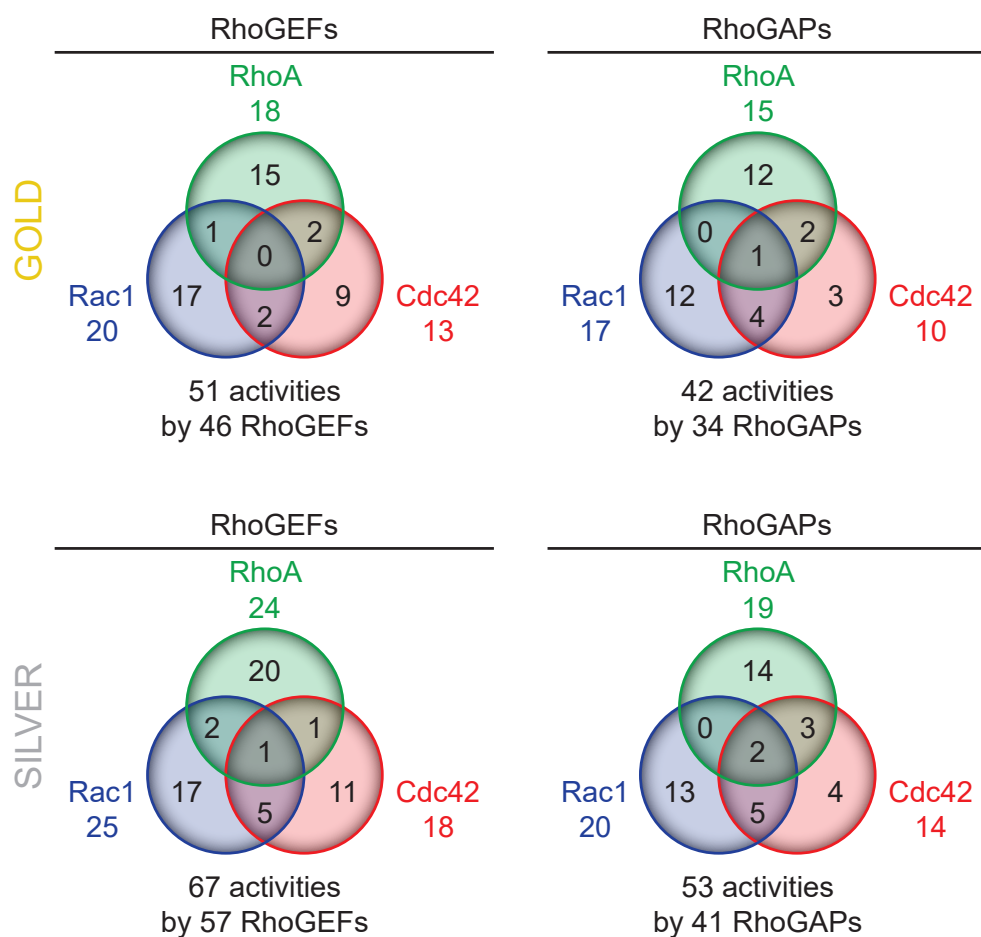 RhoGEFs
RhoGAPs
GOLD
RhoA
18
15
1
2
0
17
9
2
Rac1
20
Cdc42
13
51 activities
by 46 RhoGEFs
RhoA
15
12
0
2
1
12
3
4
Rac1
17
Cdc42
10
42 activities
by 34 RhoGAPs
SILVER
RhoGEFs
RhoA
24
20
2
1
1
17
11
5
Rac1
25
Cdc42
18
67 activities
by 57 RhoGEFs
RhoGAPs
RhoA
19
14
0
3
2
13
4
5
Rac1
20
Cdc42
14
53 activities
by 41 RhoGAPs